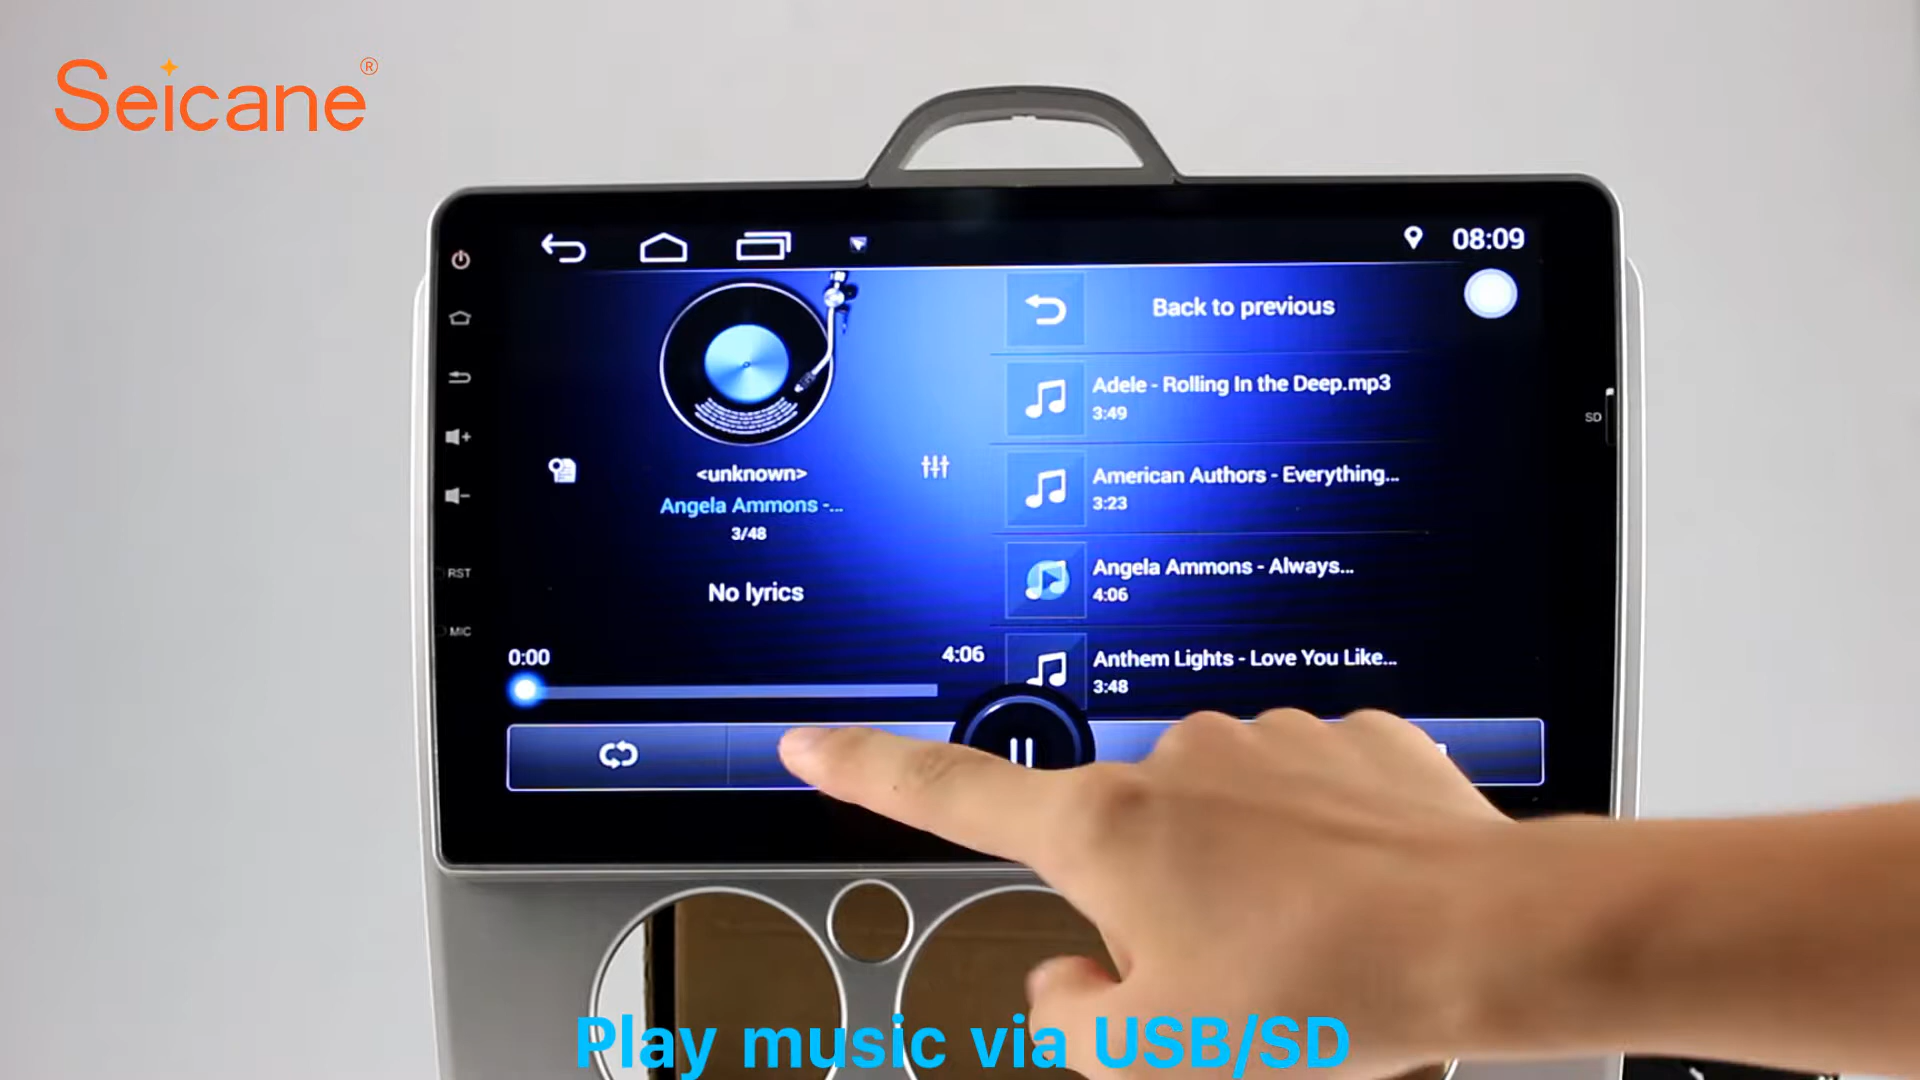 Seicane®
08:09
Back to previous
Adele - Rolling In the Deep.mp3
3:49
SD
American Authors - Everything...
3:23
<unknown>
Angela Ammons -...
3/48
Angela Ammons - Always...
4:06
RST
No lyrics
MIC
0:00
4:06
Anthem Lights - Love You Like...
3:48
Play music via USB/SD